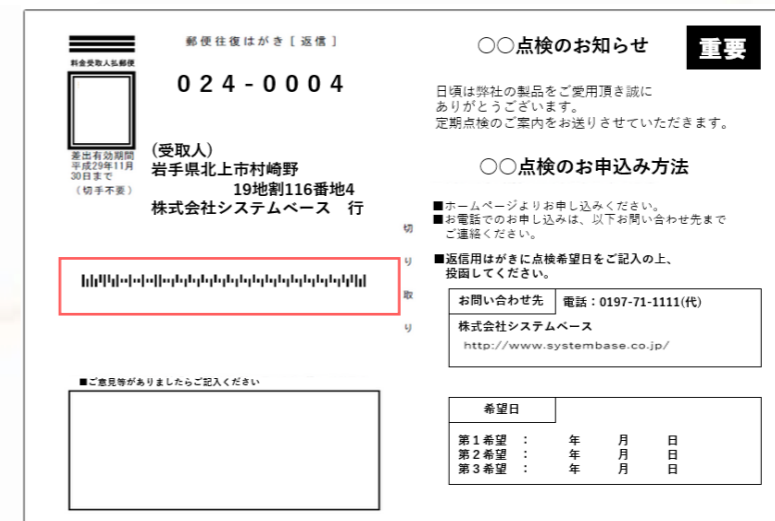 郵便往復はがき［返信］
料金受取人払郵便
024-0004
差出有効期間
平成29年11月
30日まで
（切手不要）
(受取人)
岩手県北上市村崎野
19地割116番地4
株式会社システムベース　行
■ご意見等がありましたらご記入ください
切
り
取
り
○○点検のお知らせ
重要
日頃は弊社の製品をご愛用頂き誠に
ありがとうございます。
定期点検のご案内をお送りさせていただきます。
○○点検のお申込み方法
■ホームページよりお申し込みください。
■お電話でのお申し込みは、以下お問い合わせ先まで
ご連絡ください。
■返信用はがきに点検希望日をご記入の上、
投函してください。
お問い合わせ先　電話：0197-71-1111(代)
株式会社システムベース
http://www.systembase.co.jp/
希望日
第1希望　：　年　月　日
第2希望　：　年　月　日
第3希望　：　年　月　日